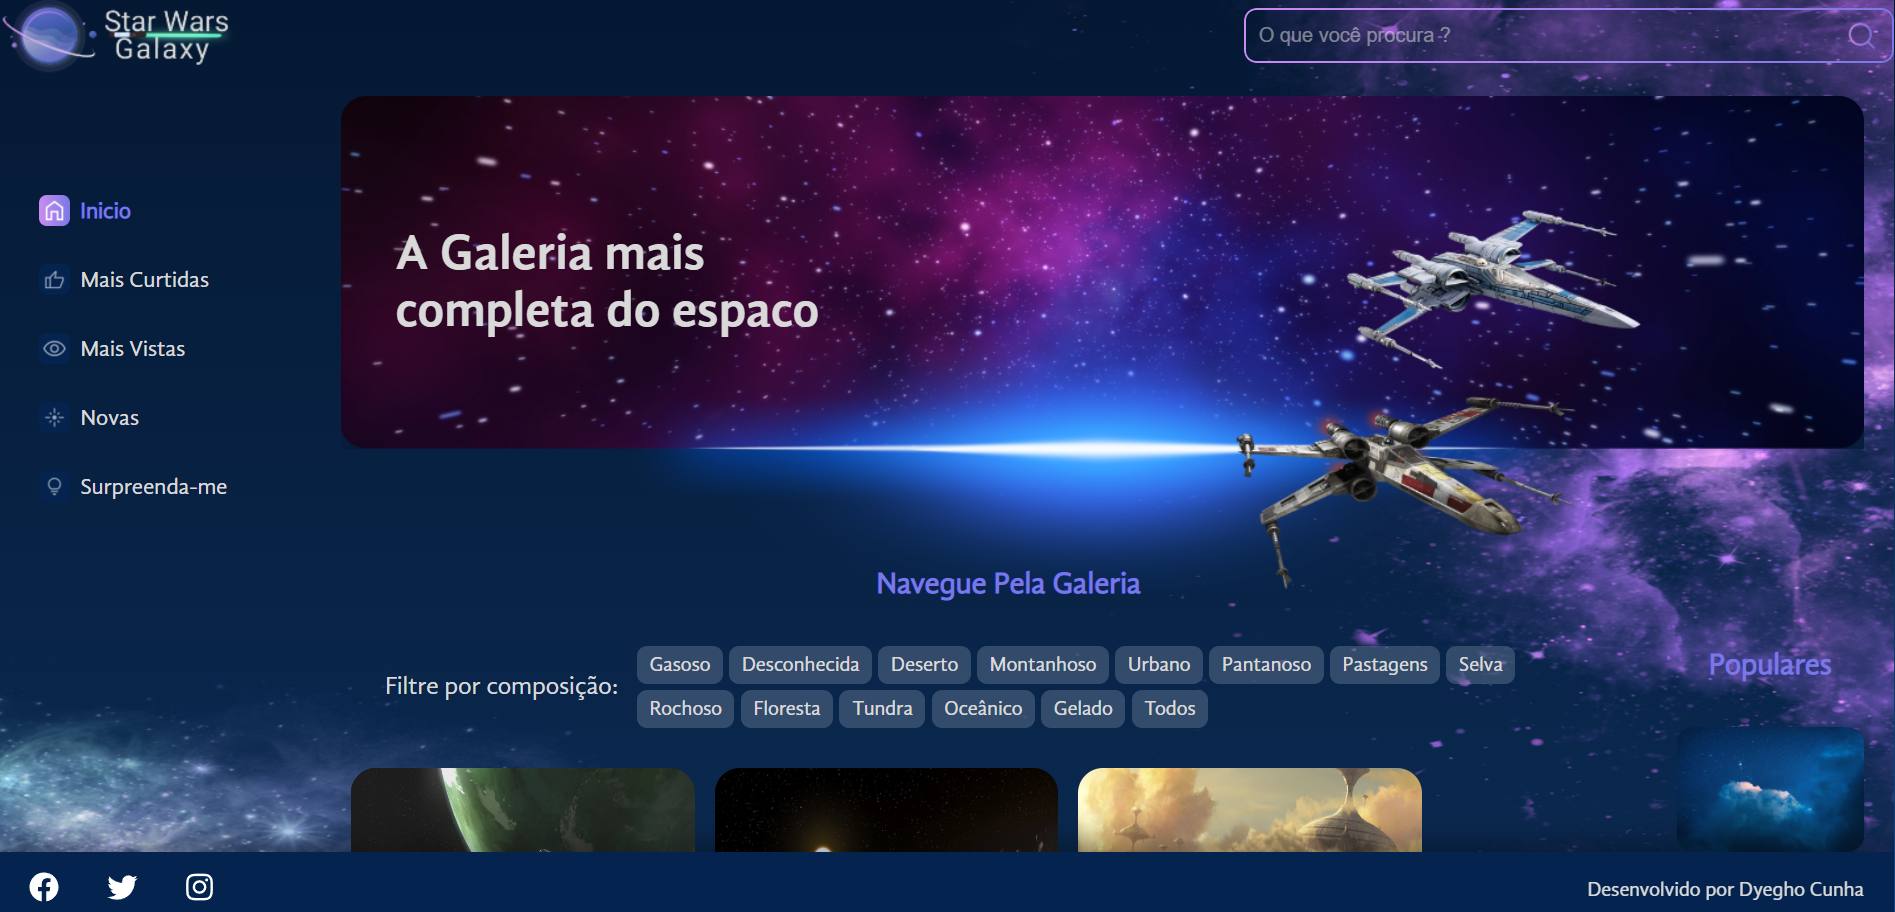 Star Wars
Galaxy
O que você procura ?
Inicio
Mais Curtidas
Mais Vistas
Novas
Surpreenda-me
A Galeria mais
completa do espaco
Navegue Pela Galeria
Filtre por composição:
Gasoso Desconhecida Deserto Montanhoso Urbano Pantanoso Pastagens Selva
Rochoso Floresta Tundra Oceânico Gelado Todos
Populares
Desenvolvido por Dyegho Cunha